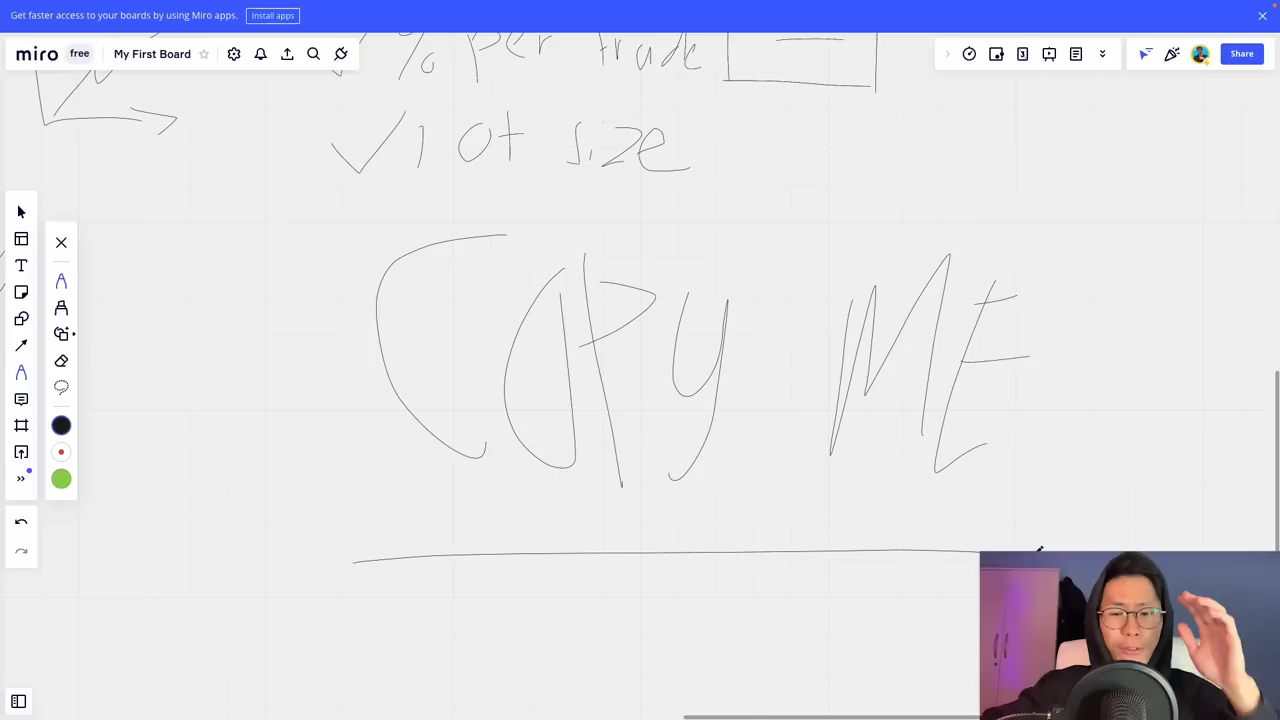 Get faster access to your boards by using Miro apps. Install apps
miro free My First Board
3
Share
% per trade
lot size
COPY ME
T